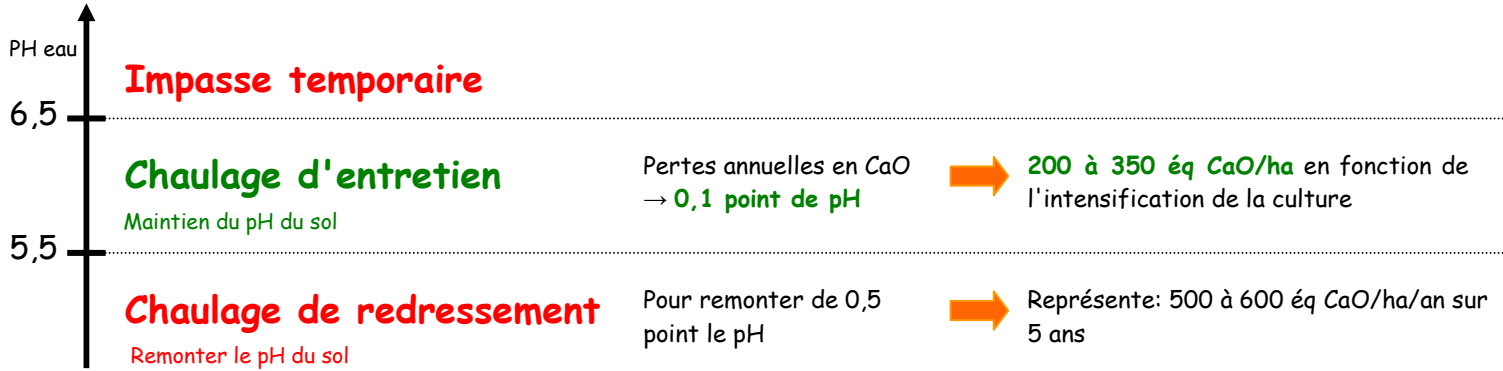 PH eau
Impasse temporaire
6,5
Chaulage d'entretien
Maintien du pH du sol
Pertes annuelles en CaO
→ 0,1 point de pH
200 à 350 éq CaO/ha en fonction de
l'intensification de la culture
5,5
Chaulage de redressement
Remonter le pH du sol
Pour remonter de 0,5
point le pH
Représente: 500 à 600 éq CaO/ha/an sur
5 ans